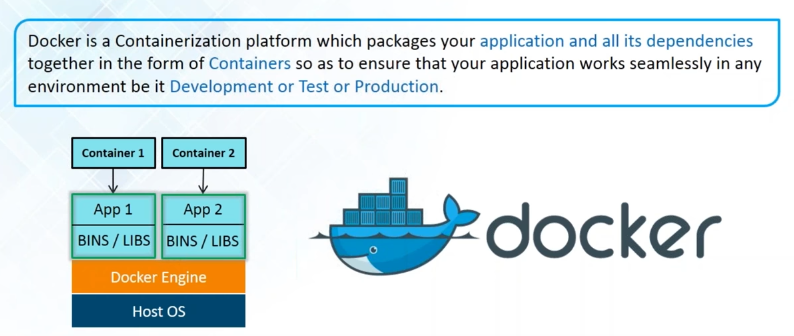 Docker is a Containerization platform which packages your application and all its dependencies
together in the form of Containers so as to ensure that your application works seamlessly in any
environment be it Development or Test or Production.
Container 1
Container 2
App 1
App 2
BINS / LIBS
BINS / LIBS
Docker Engine
Host OS
docker